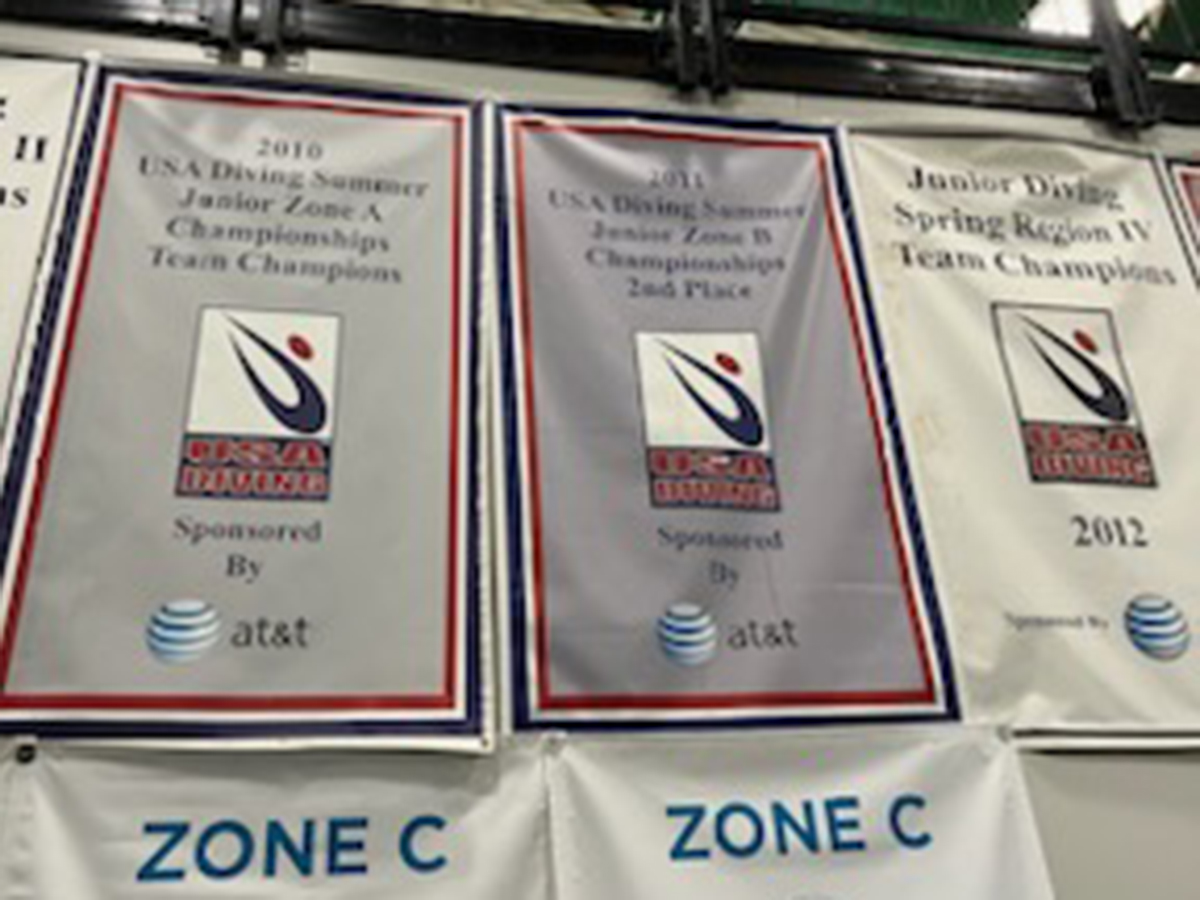 II
2010
USA Diving Summer
Junior Zone A
Championships
Team Champions
USA
DIVING
Sponsored
By
at&t
2011
USA Diving Summer
Junior Zone B
Championships
2nd Place
USA
DIVING
Sponsored
By
at&t
Junior Diving
Spring Region IV
Team Champions
USA
DIVING
2012
Sponsored By
ZONE C
ZONE C